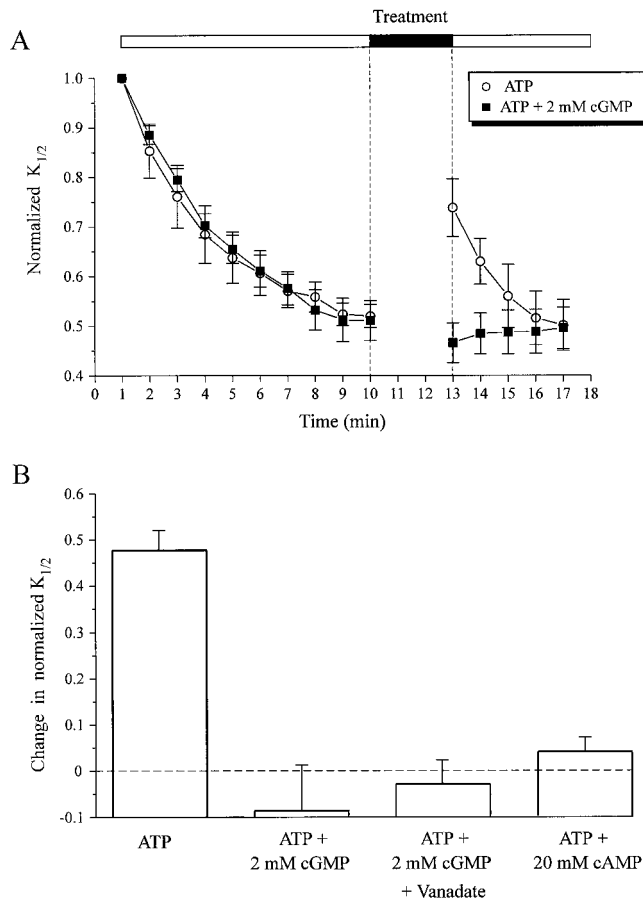 Treatment
A
ATP
ATP + 2 mM cGMP
Normalized K1/2
1.0
0.9
0.8
0.7
0.6
0.5
0.4
0 1 2 3 4 5 6 7 8 9 10 11 12 13 14 15 16 17 18
Time (min)
B
Change in normalized K1/2
0.6
0.5
0.4
0.3
0.2
0.1
0
-0.1
ATP
ATP +
2 mM cGMP
ATP +
2 mM cGMP
+ Vanadate
ATP +
20 mM cAMP